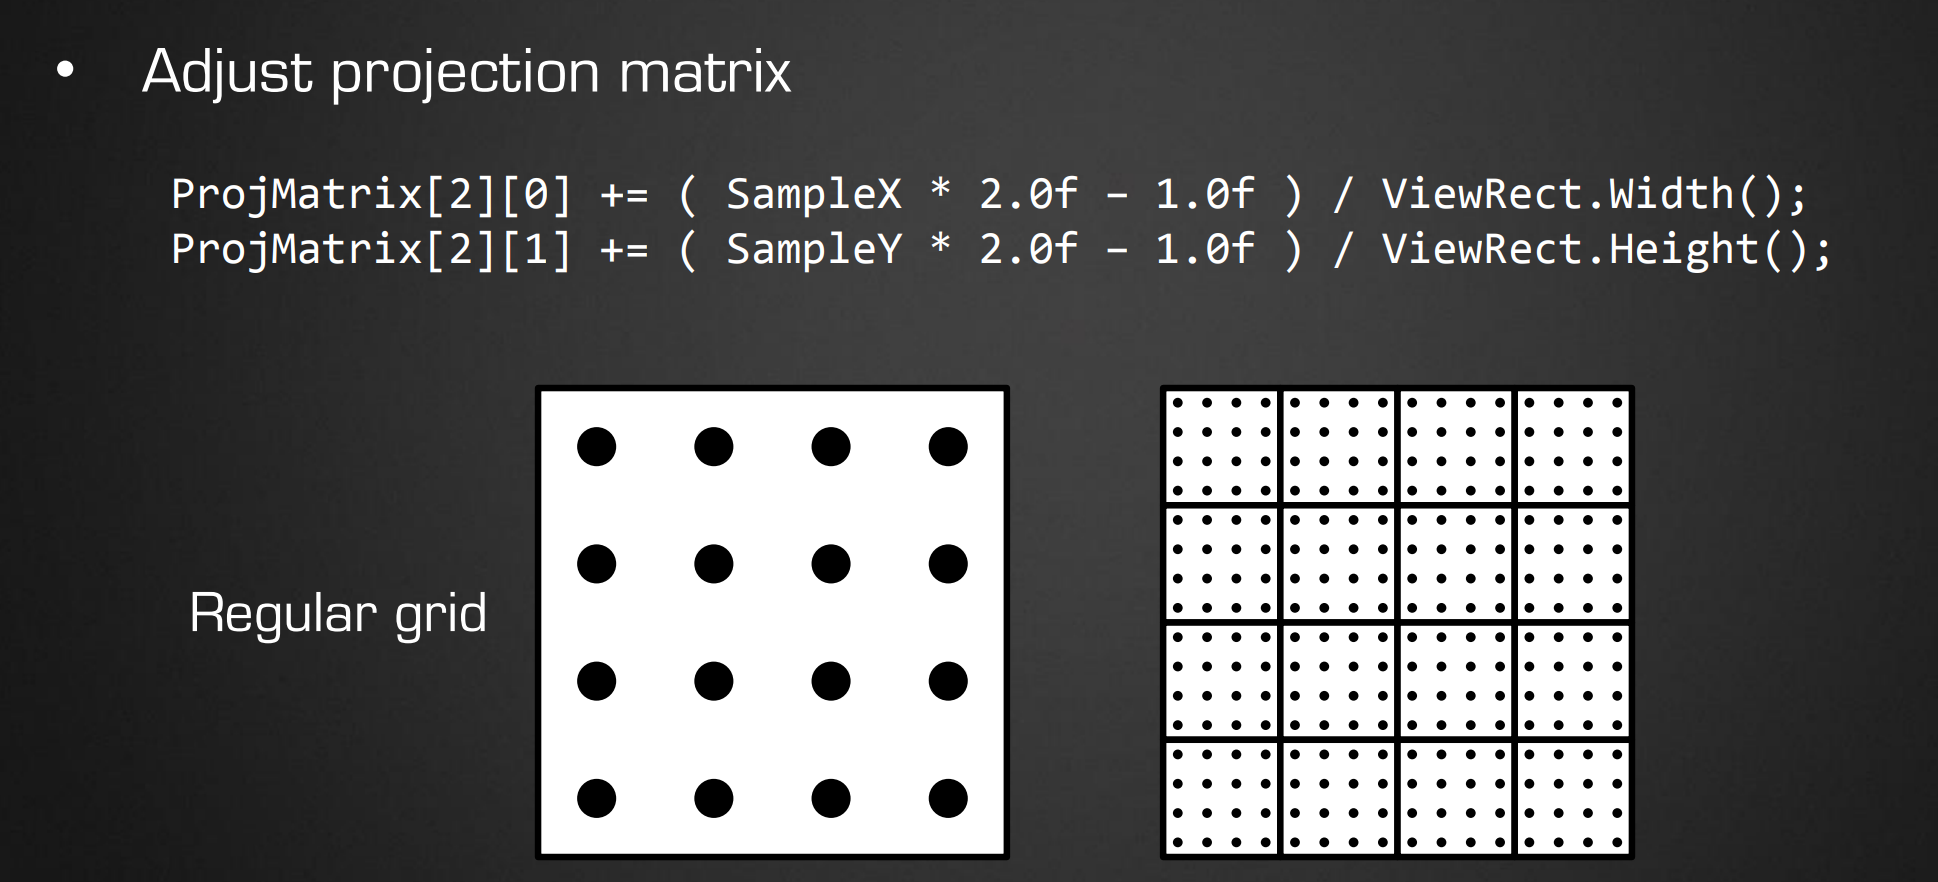 • Adjust projection matrix
ProjMatrix[2][0] += ( SampleX * 2.0f – 1.0f ) / ViewRect.Width();
ProjMatrix[2][1] += ( SampleY * 2.0f – 1.0f ) / ViewRect.Height();
Regular grid